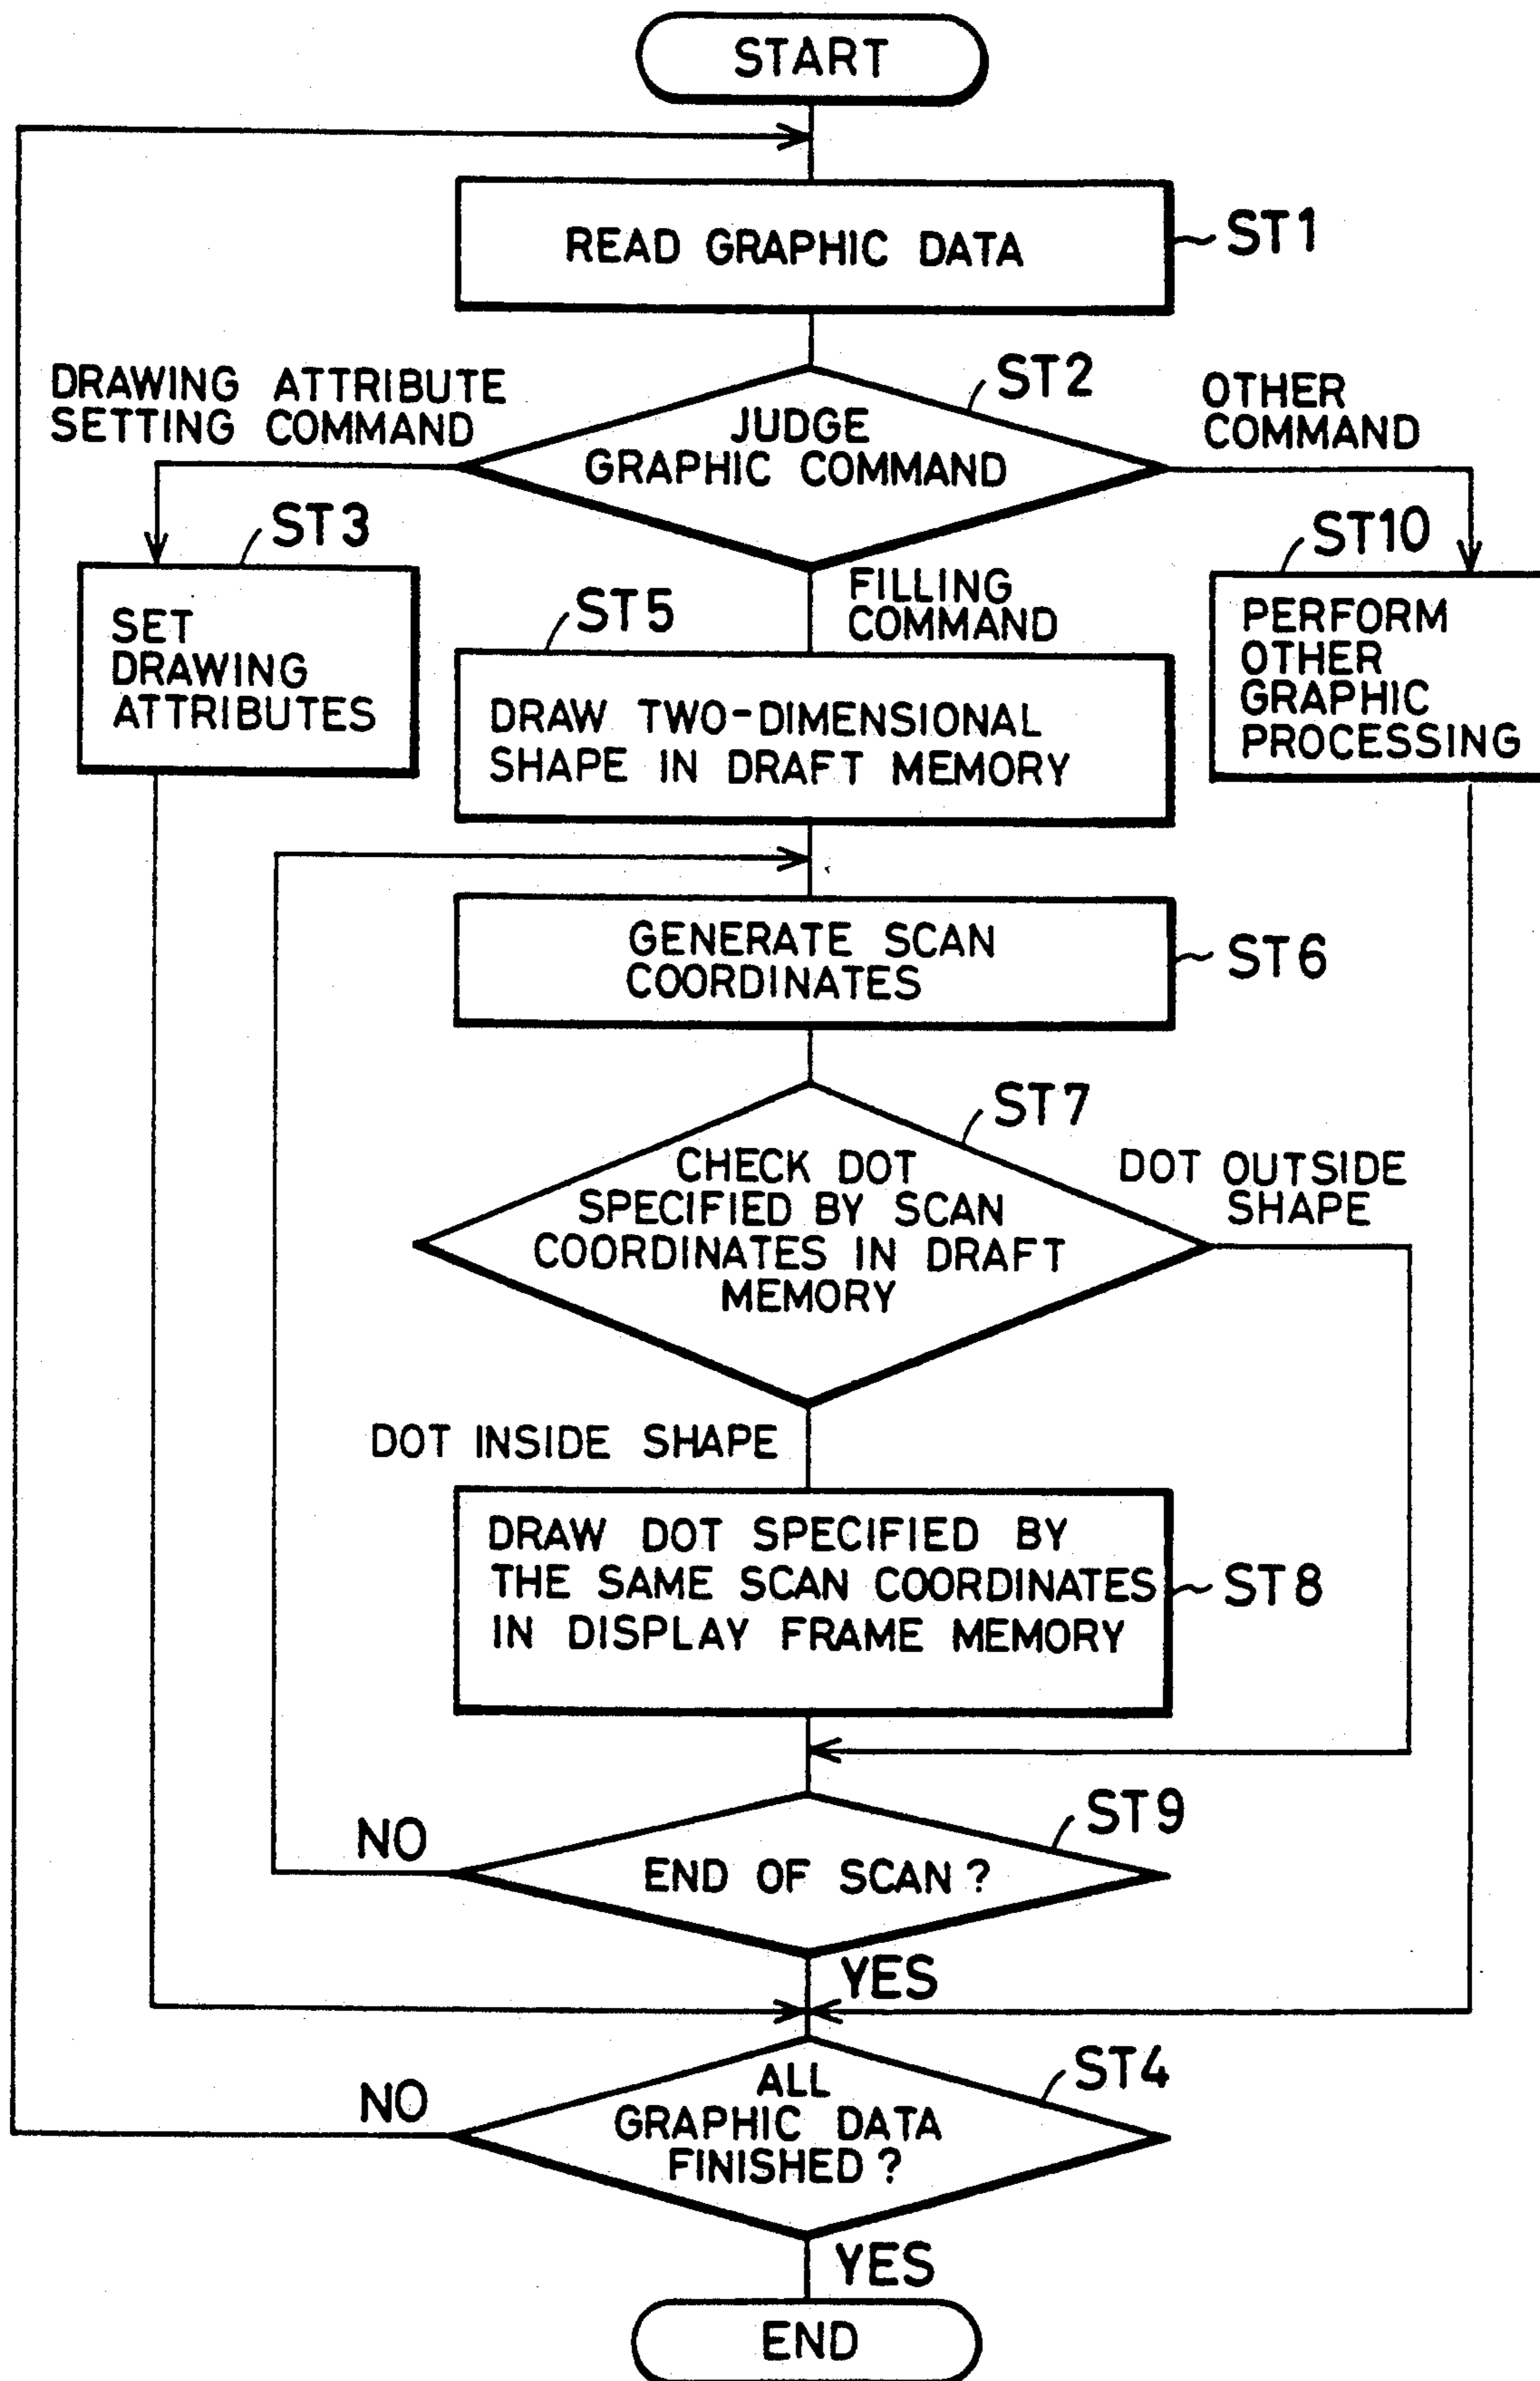 START
READ GRAPHIC DATA
ST1
DRAWING ATTRIBUTE
SETTING COMMAND
ST2
JUDGE
GRAPHIC COMMAND
OTHER
COMMAND
ST3
SET
DRAWING
ATTRIBUTES
FILLING
COMMAND
ST5
DRAW TWO-DIMENSIONAL
SHAPE IN DRAFT MEMORY
ST10
PERFORM
OTHER
GRAPHIC
PROCESSING
GENERATE SCAN
COORDINATES
ST6
ST7
CHECK DOT
SPECIFIED BY SCAN
COORDINATES IN DRAFT
MEMORY
DOT OUTSIDE
SHAPE
DOT INSIDE SHAPE
DRAW DOT SPECIFIED BY
THE SAME SCAN COORDINATES
IN DISPLAY FRAME MEMORY
ST8
NO
ST9
END OF SCAN?
YES
NO
ST4
ALL
GRAPHIC DATA
FINISHED?
YES
END